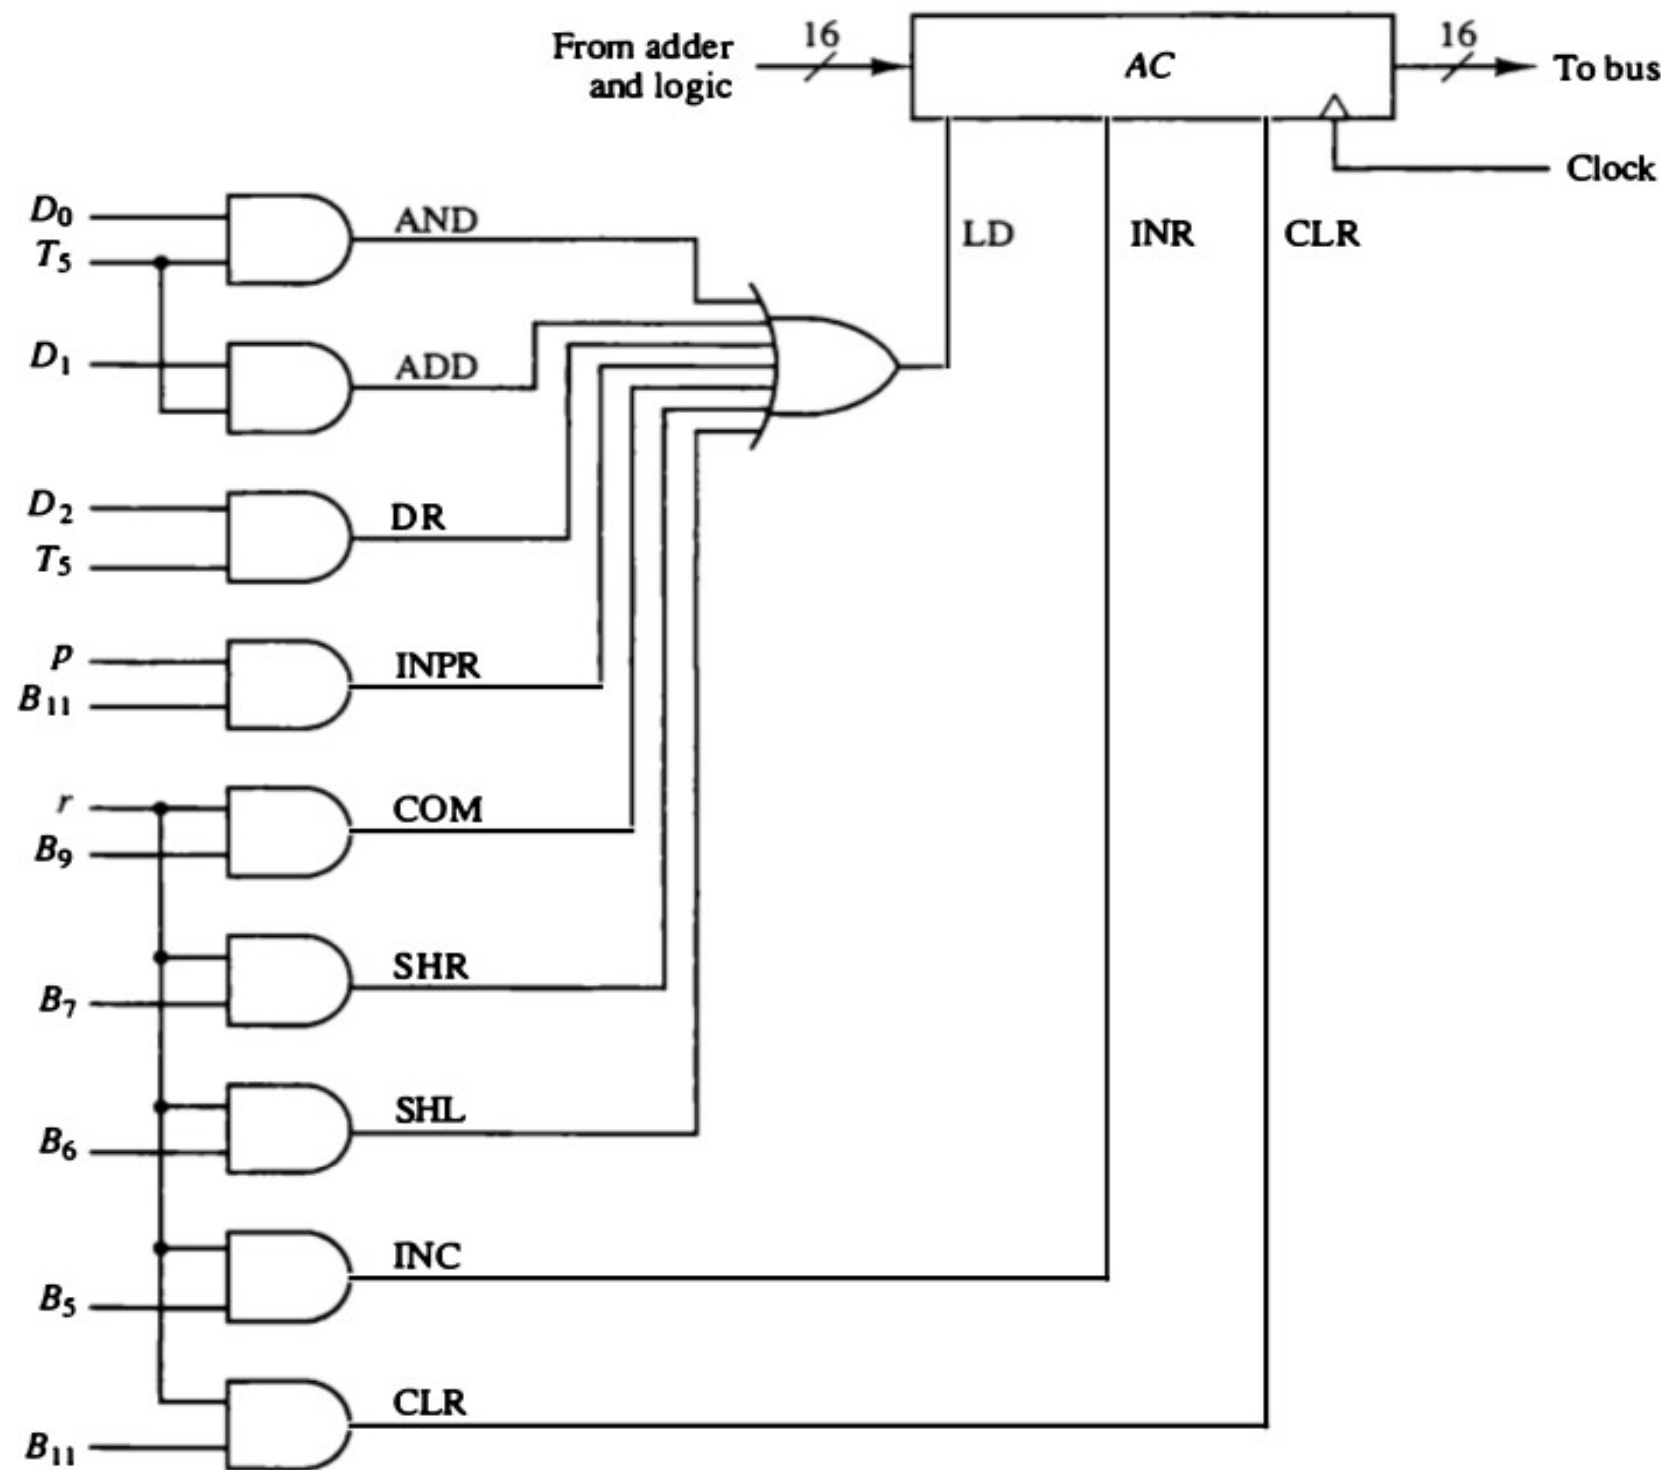 From adder
and logic
16
AC
16
To bus
Clock
LD
INR
CLR
D₀
T₅
AND
D₁
ADD
D₂
T₅
DR
p
B₁₁
INPR
r
B₉
COM
B₇
SHR
B₆
SHL
B₅
INC
B₁₁
CLR